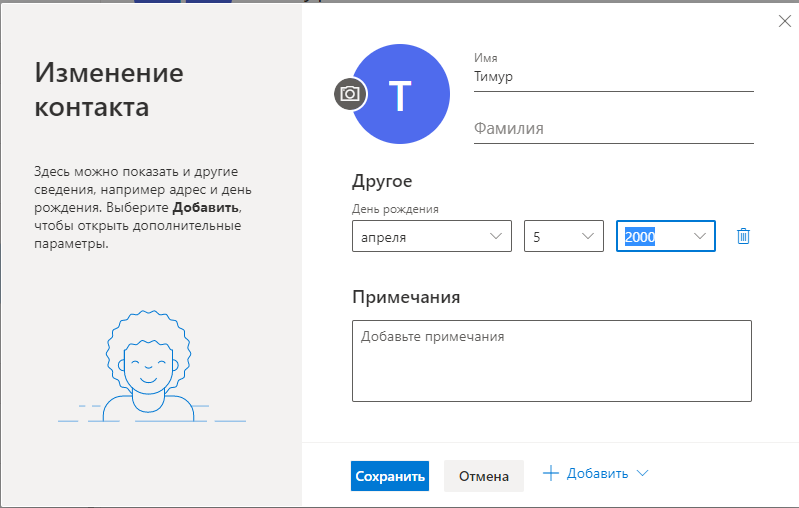 Изменение
контакта
Здесь можно показать и другие
сведения, например адрес и день
рождения. Выберите Добавить,
чтобы открыть дополнительные
параметры.
Т
Имя
Тимур
Фамилия
Другое
День рождения
апреля
5
2000
Примечания
Добавьте примечания
Сохранить
Отмена
Добавить